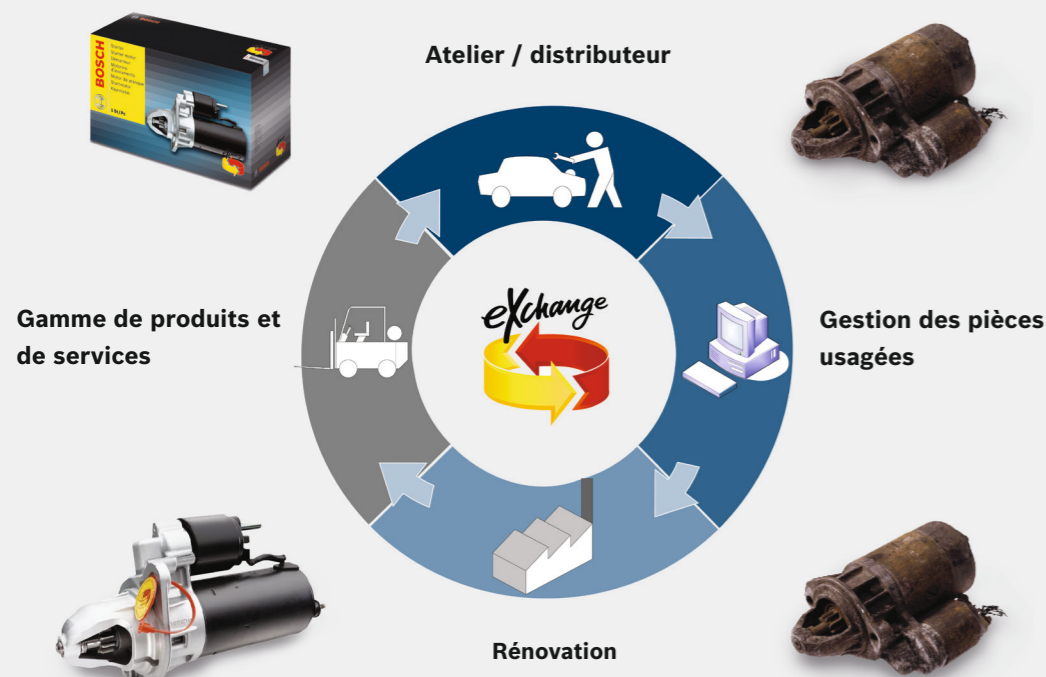 Atelier / distributeur
BOSCH
Gamme de produits et
de services
eXchange
Gestion des pièces
usagées
Rénovation